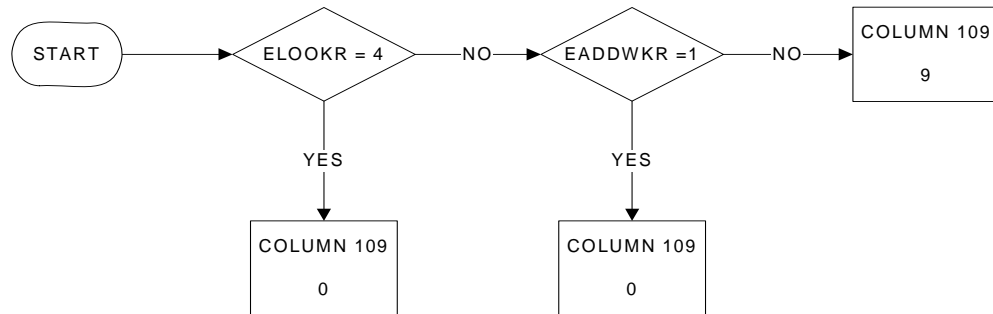 START
ELOOKR = 4
NO
EADDWKR =1
NO
COLUMN 109
9
YES
YES
COLUMN 109
0
COLUMN 109
0